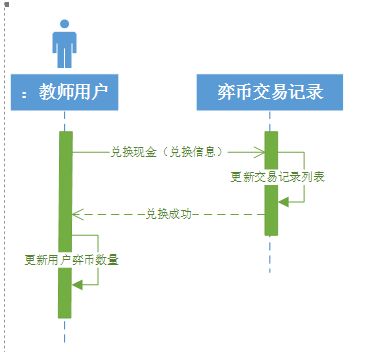 ：教师用户
弈币交易记录
兑换现金（兑换信息）
更新交易记录列表
兑换成功
更新用户弈币数量